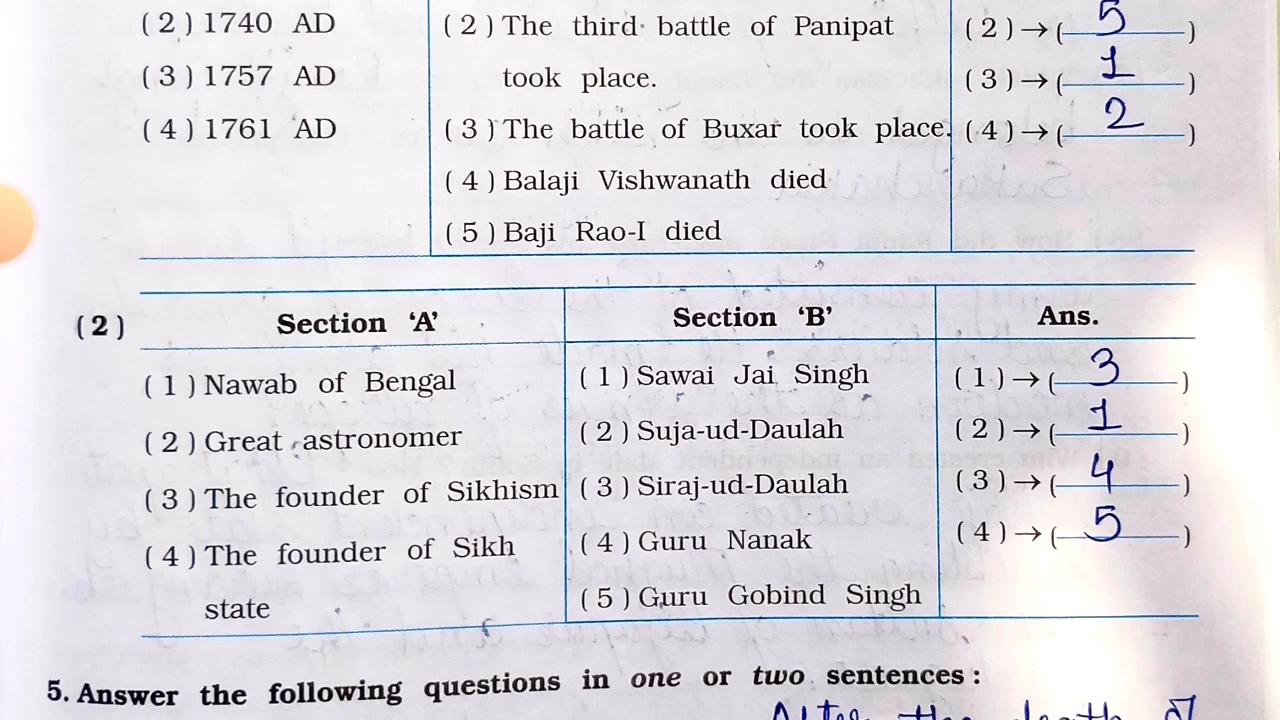 ( 2 ) 1740 AD ( 2 ) The third battle of Panipat ( 2 ) → ( 5 )
( 3 ) 1757 AD took place. ( 3 ) → ( 1 )
( 4 ) 1761 AD ( 3 ) The battle of Buxar took place. ( 4 ) → ( 2 )
( 4 ) Balaji Vishwanath died
( 5 ) Baji Rao-I died
(2) Section ‘A’ Section ‘B’ Ans.
( 1 ) Nawab of Bengal ( 1 ) Sawai Jai Singh ( 1 ) → ( 3 )
( 2 ) Great astronomer ( 2 ) Suja-ud-Daulah ( 2 ) → ( 1 )
( 3 ) The founder of Sikhism ( 3 ) Siraj-ud-Daulah ( 3 ) → ( 4 )
( 4 ) The founder of Sikh ( 4 ) Guru Nanak ( 4 ) → ( 5 )
state ( 5 ) Guru Gobind Singh
5. Answer the following questions in one or two sentences :
After the death of